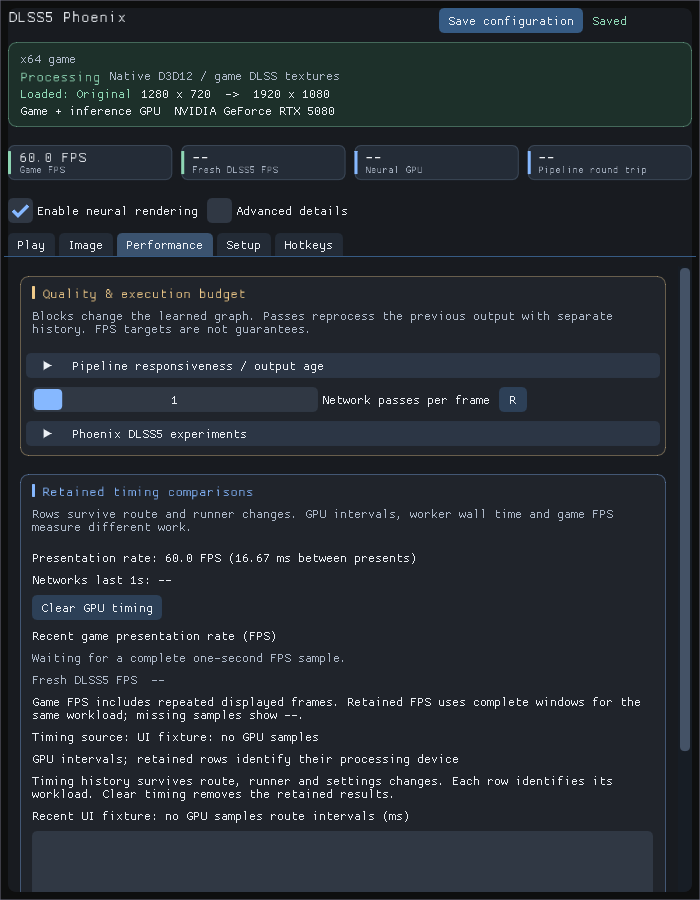 DLSS5 Phoenix
Save configuration Saved
x64 game
Processing Native D3D12 / game DLSS textures
Loaded: Original 1280 x 720 -> 1920 x 1080
Game + inference GPU NVIDIA GeForce RTX 5080
60.0 FPS -- -- --
Game FPS Fresh DLSS5 FPS Neural GPU Pipeline round trip
Enable neural rendering Advanced details
Play Image Performance Setup Hotkeys
Quality & execution budget
Blocks change the learned graph. Passes reprocess the previous output with separate
history. FPS targets are not guarantees.
Pipeline responsiveness / output age
1 Network passes per frame R
Phoenix DLSS5 experiments
Retained timing comparisons
Rows survive route and runner changes. GPU intervals, worker wall time and game FPS
measure different work.
Presentation rate: 60.0 FPS (16.67 ms between presents)
Networks last 1s: --
Clear GPU timing
Recent game presentation rate (FPS)
Waiting for a complete one-second FPS sample.
Fresh DLSS5 FPS --
Game FPS includes repeated displayed frames. Retained FPS uses complete windows for the
same workload; missing samples show --.
Timing source: UI fixture: no GPU samples
GPU intervals; retained rows identify their processing device
Timing history survives route, runner and settings changes. Each row identifies its
workload. Clear timing removes the retained results.
Recent UI fixture: no GPU samples route intervals (ms)